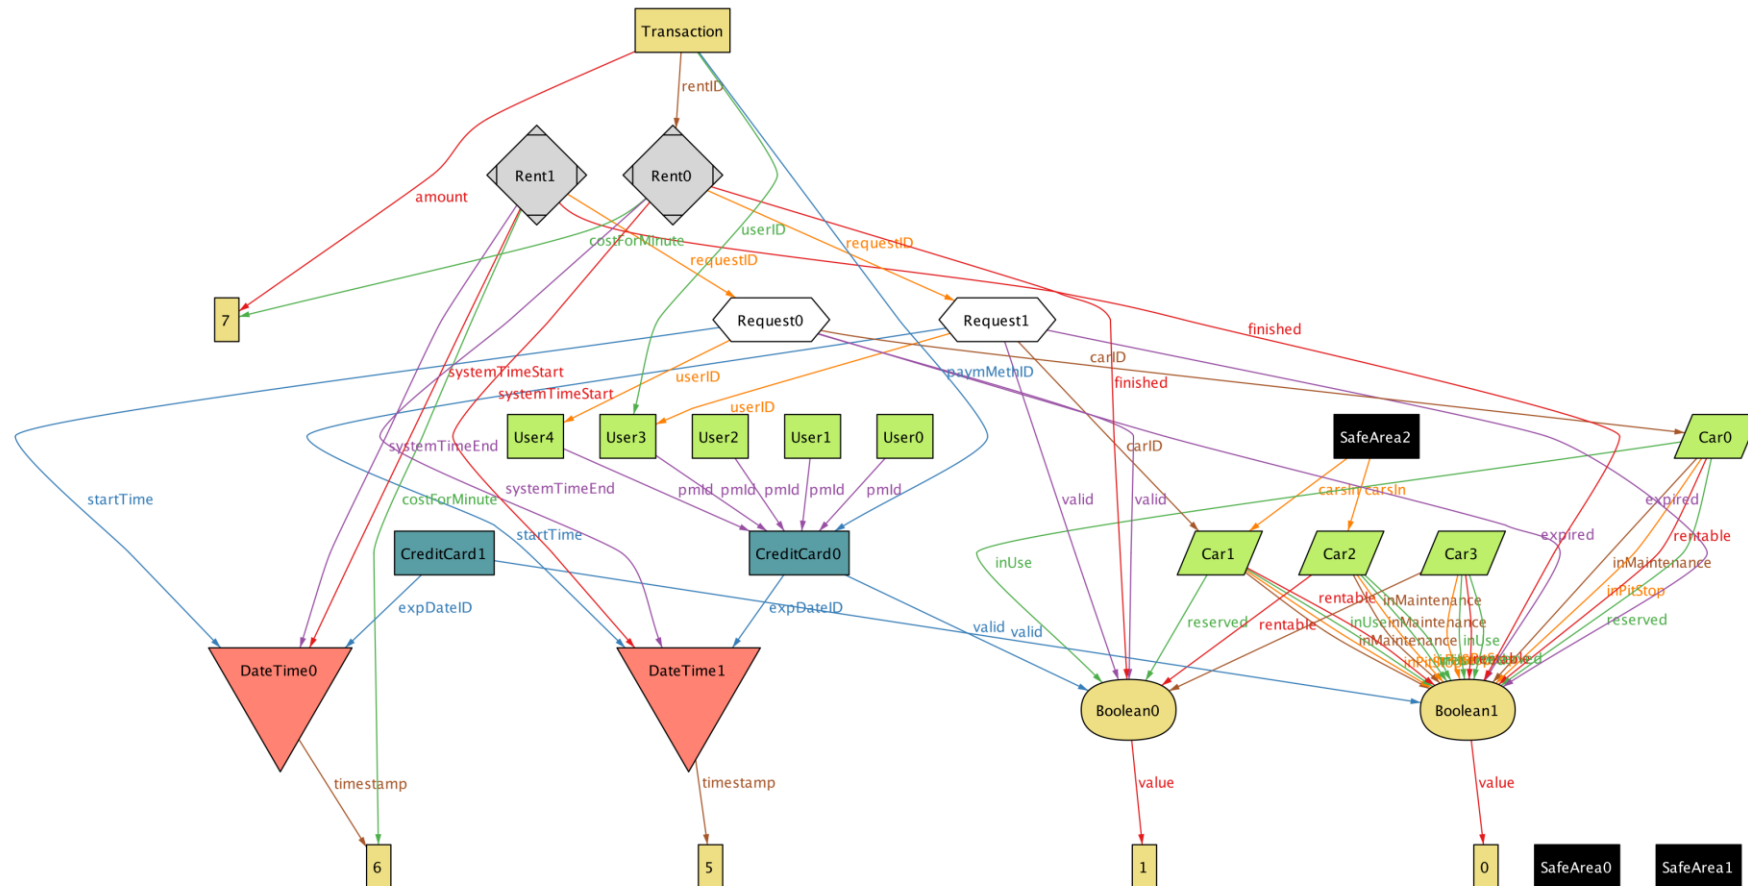 Transaction
rentID
Rent1
Rent0
amount
userID
costForMinute
requestID
requestID
7
Request0
Request1
finished
carID
systemTimeStart
paymMethID
finished
systemTimeStart
userID
userID
User4
User3
User2
User1
User0
SafeArea2
Car0
systemTimeEnd
carID
systemTimeEnd
pmId
pmId
pmId
pmId
pmId
carsIn
carsIn
startTime
costForMinute
valid
valid
expired
startTime
expired
rentable
CreditCard1
CreditCard0
Car1
Car2
Car3
inUse
inMaintenance
inPitStop
expDateID
expDateID
rentable
inMaintenance
valid
valid
reserved
rentable
inUse
inMaintenance
reserved
inMaintenance
inUse
DateTime0
DateTime1
Boolean0
Boolean1
timestamp
timestamp
value
value
6
5
1
0
SafeArea0
SafeArea1